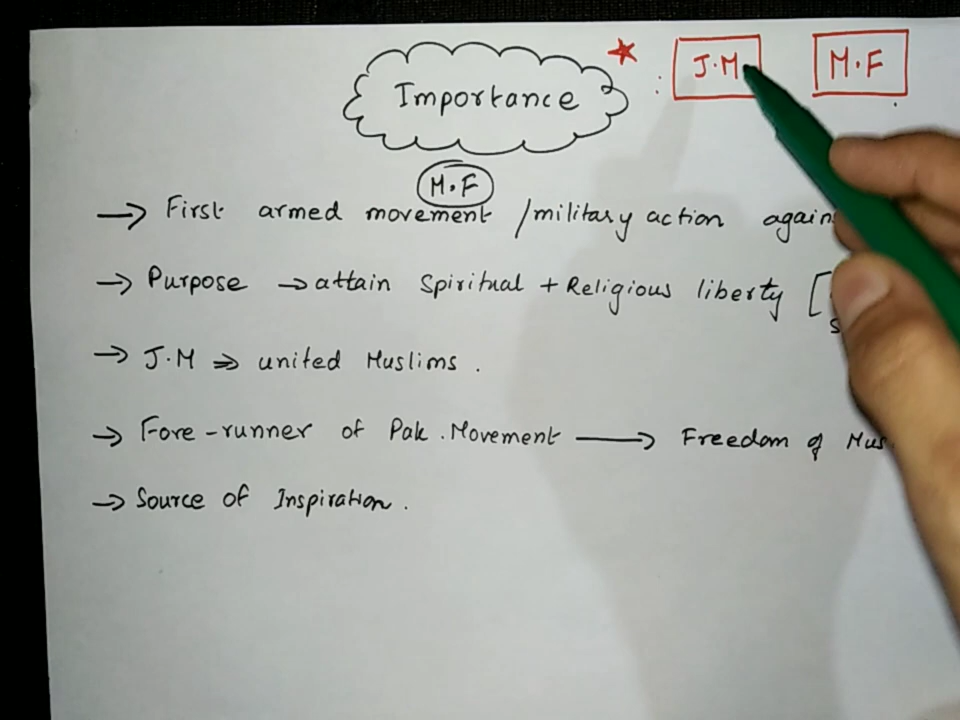 Importance
J.M
M.F
M.F
→ First armed movement /military action
→ Purpose → attain Spiritual + Religious liberty [
→ J.M ⇒ united Muslims.
→ Fore-runner of Pak. Movement ⟶ Freedom of
→ Source of Inspiration.